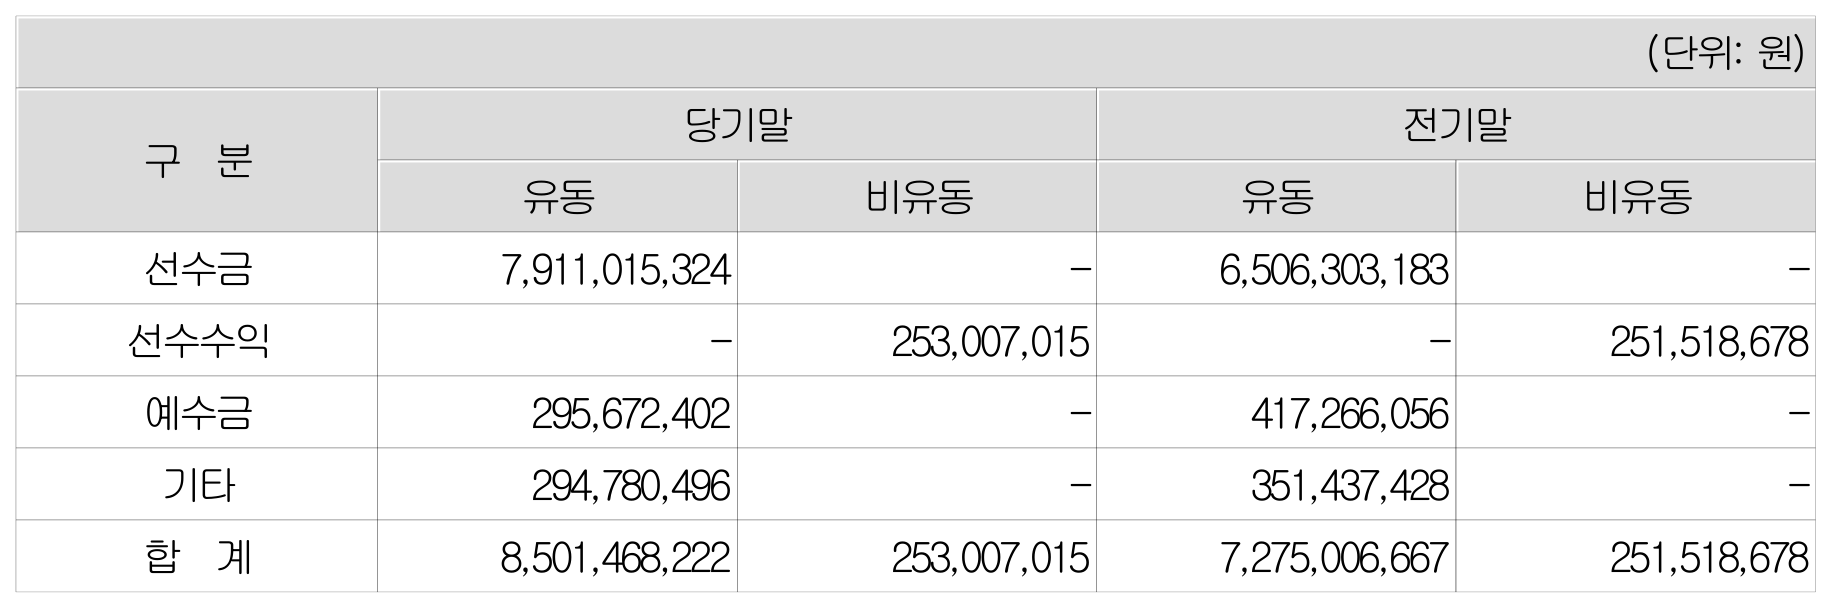 (단위: 원)
구 분 당기말 전기말
유동 비유동 유동 비유동
선수금 7,911,015,324 - 6,506,303,183 -
선수수익 - 253,007,015 - 251,518,678
예수금 295,672,402 - 417,266,056 -
기타 294,780,496 - 351,437,428 -
합 계 8,501,468,222 253,007,015 7,275,006,667 251,518,678